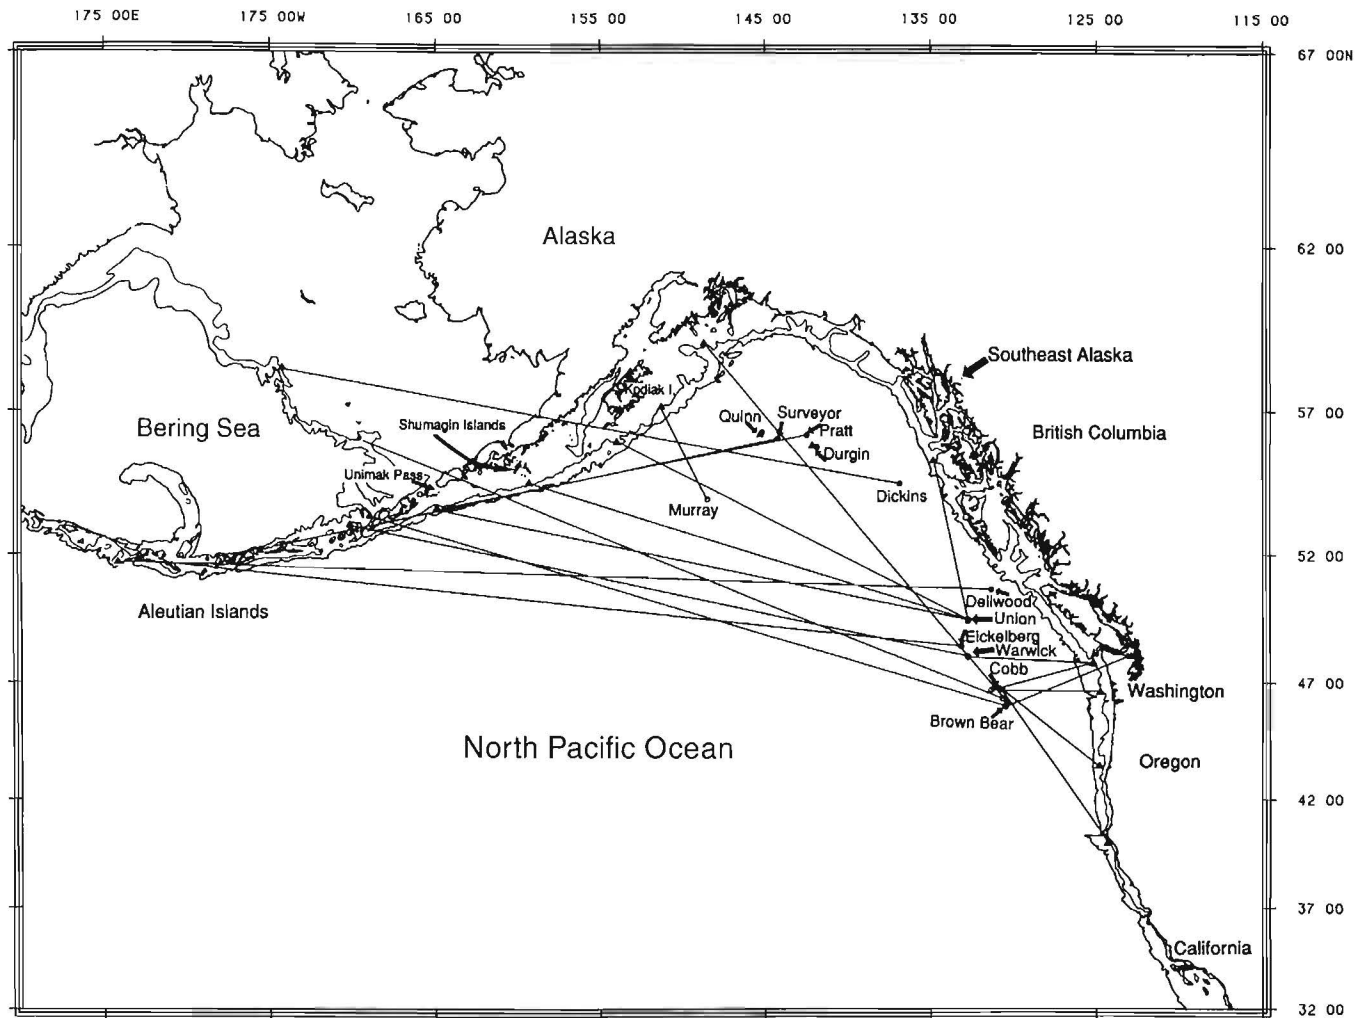 175 00E 175 00W 165 00 155 00 145 00 135 00 125 00 115 00
67 00N
Alaska
62 00
Southeast Alaska
Kodiak I.
57 00
Bering Sea
Shumagin Islands
Quinn
Surveyor
Pratt
Durgin
British Columbia
Unimak Pass
Dickins
Murray
52 00
Aleutian Islands
Dellwood
Union
Eickelberg
Warwick
Cobb
47 00
Washington
Brown Bear
North Pacific Ocean
Oregon
42 00
37 00
California
32 00